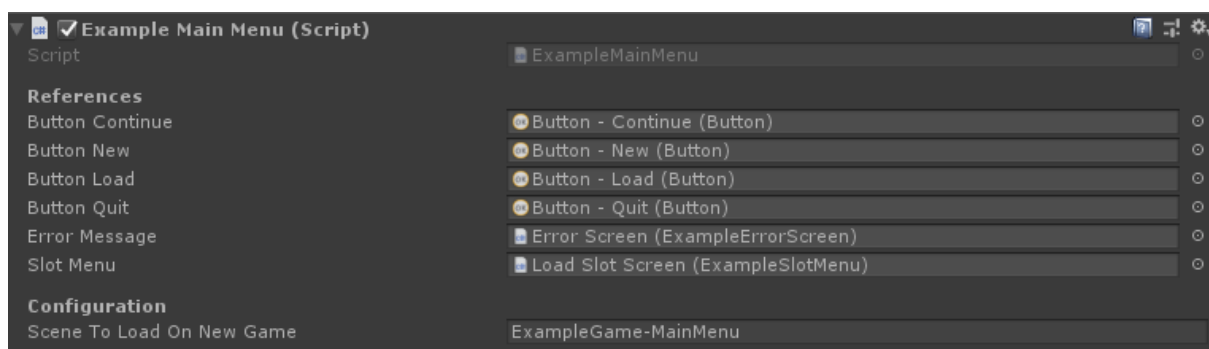 Example Main Menu (Script)
Script ExampleMainMenu
References
Button Continue Button - Continue (Button)
Button New Button - New (Button)
Button Load Button - Load (Button)
Button Quit Button - Quit (Button)
Error Message Error Screen (ExampleErrorScreen)
Slot Menu Load Slot Screen (ExampleSlotMenu)
Configuration
Scene To Load On New Game ExampleGame-MainMenu